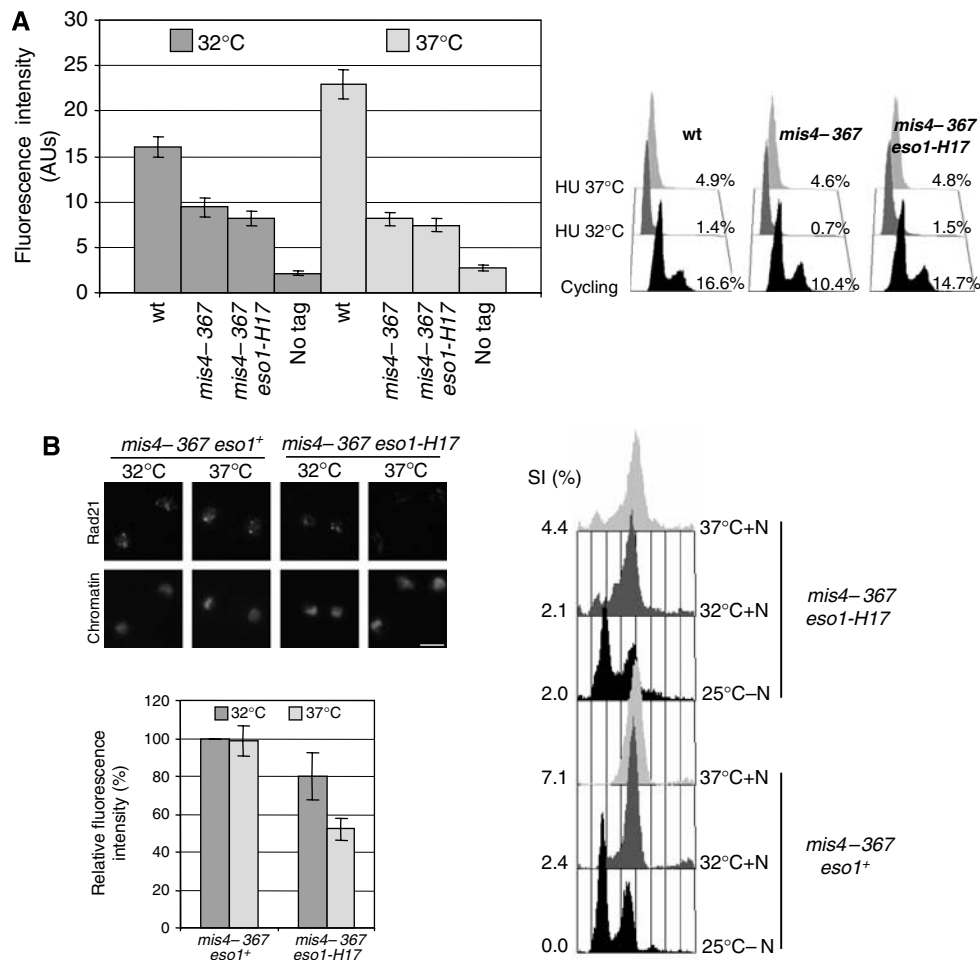 A
Fluorescence intensity
(AUs)
30
25
20
15
10
5
0
32°C
37°C
wt
mis4–367
mis4–367
eso1-H17
No tag
wt
mis4–367
mis4–367
eso1-H17
No tag
wt
mis4–367
mis4–367
eso1-H17
HU 37°C
4.9%
4.6%
4.8%
HU 32°C
1.4%
0.7%
1.5%
Cycling
16.6%
10.4%
14.7%
B
mis4–367 eso1+
mis4–367 eso1-H17
32°C
37°C
32°C
37°C
Rad21
Chromatin
Relative fluorescence
intensity (%)
120
100
80
60
40
20
0
32°C
37°C
mis4–367
eso1+
mis4–367
eso1-H17
SI (%)
4.4
37°C+N
2.1
32°C+N
2.0
25°C–N
mis4–367
eso1-H17
7.1
37°C+N
2.4
32°C+N
0.0
25°C–N
mis4–367
eso1+